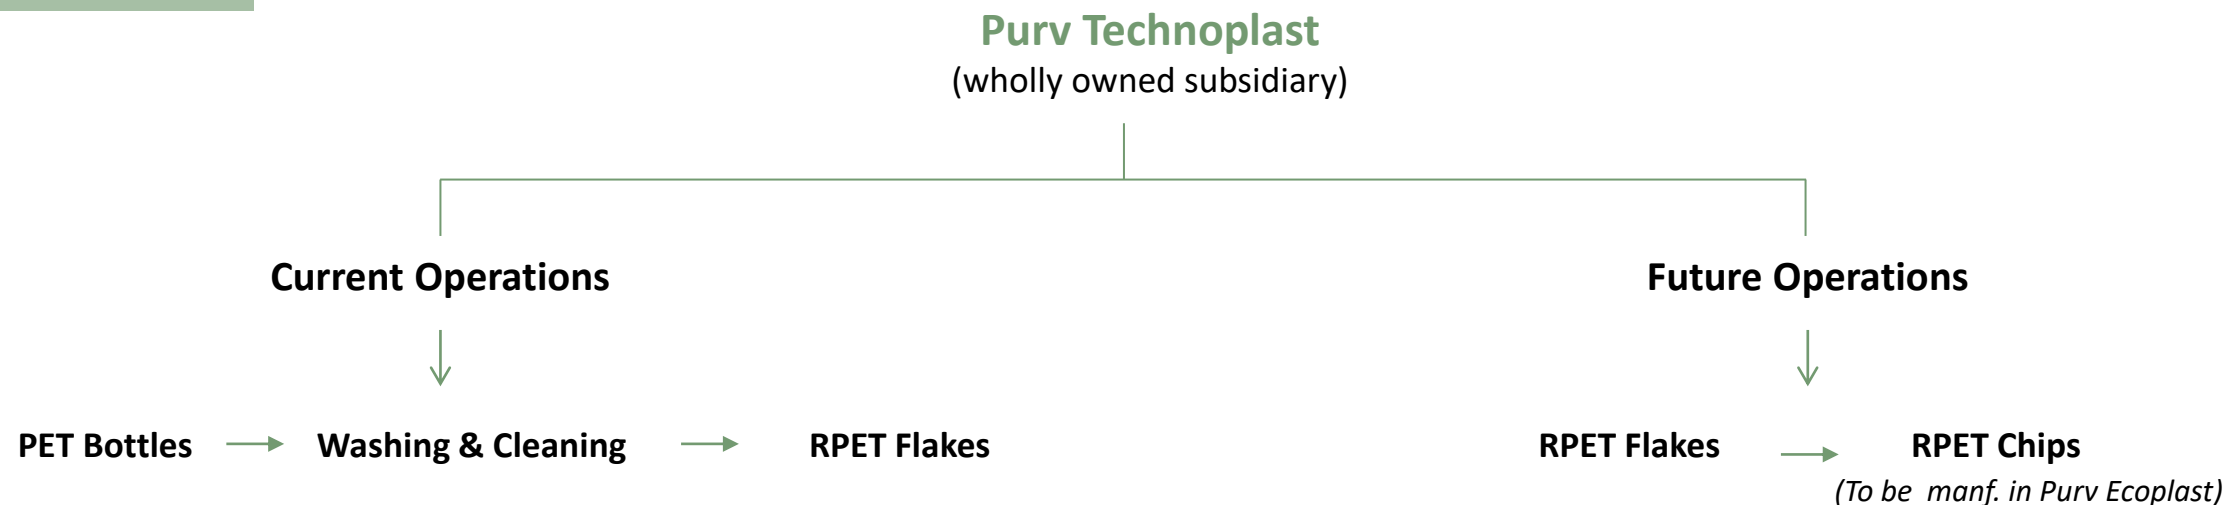 Purv Technoplast
(wholly owned subsidiary)
Current Operations
Future Operations
PET Bottles
Washing & Cleaning
RPET Flakes
RPET Flakes
RPET Chips
(To be manf. in Purv Ecoplast)